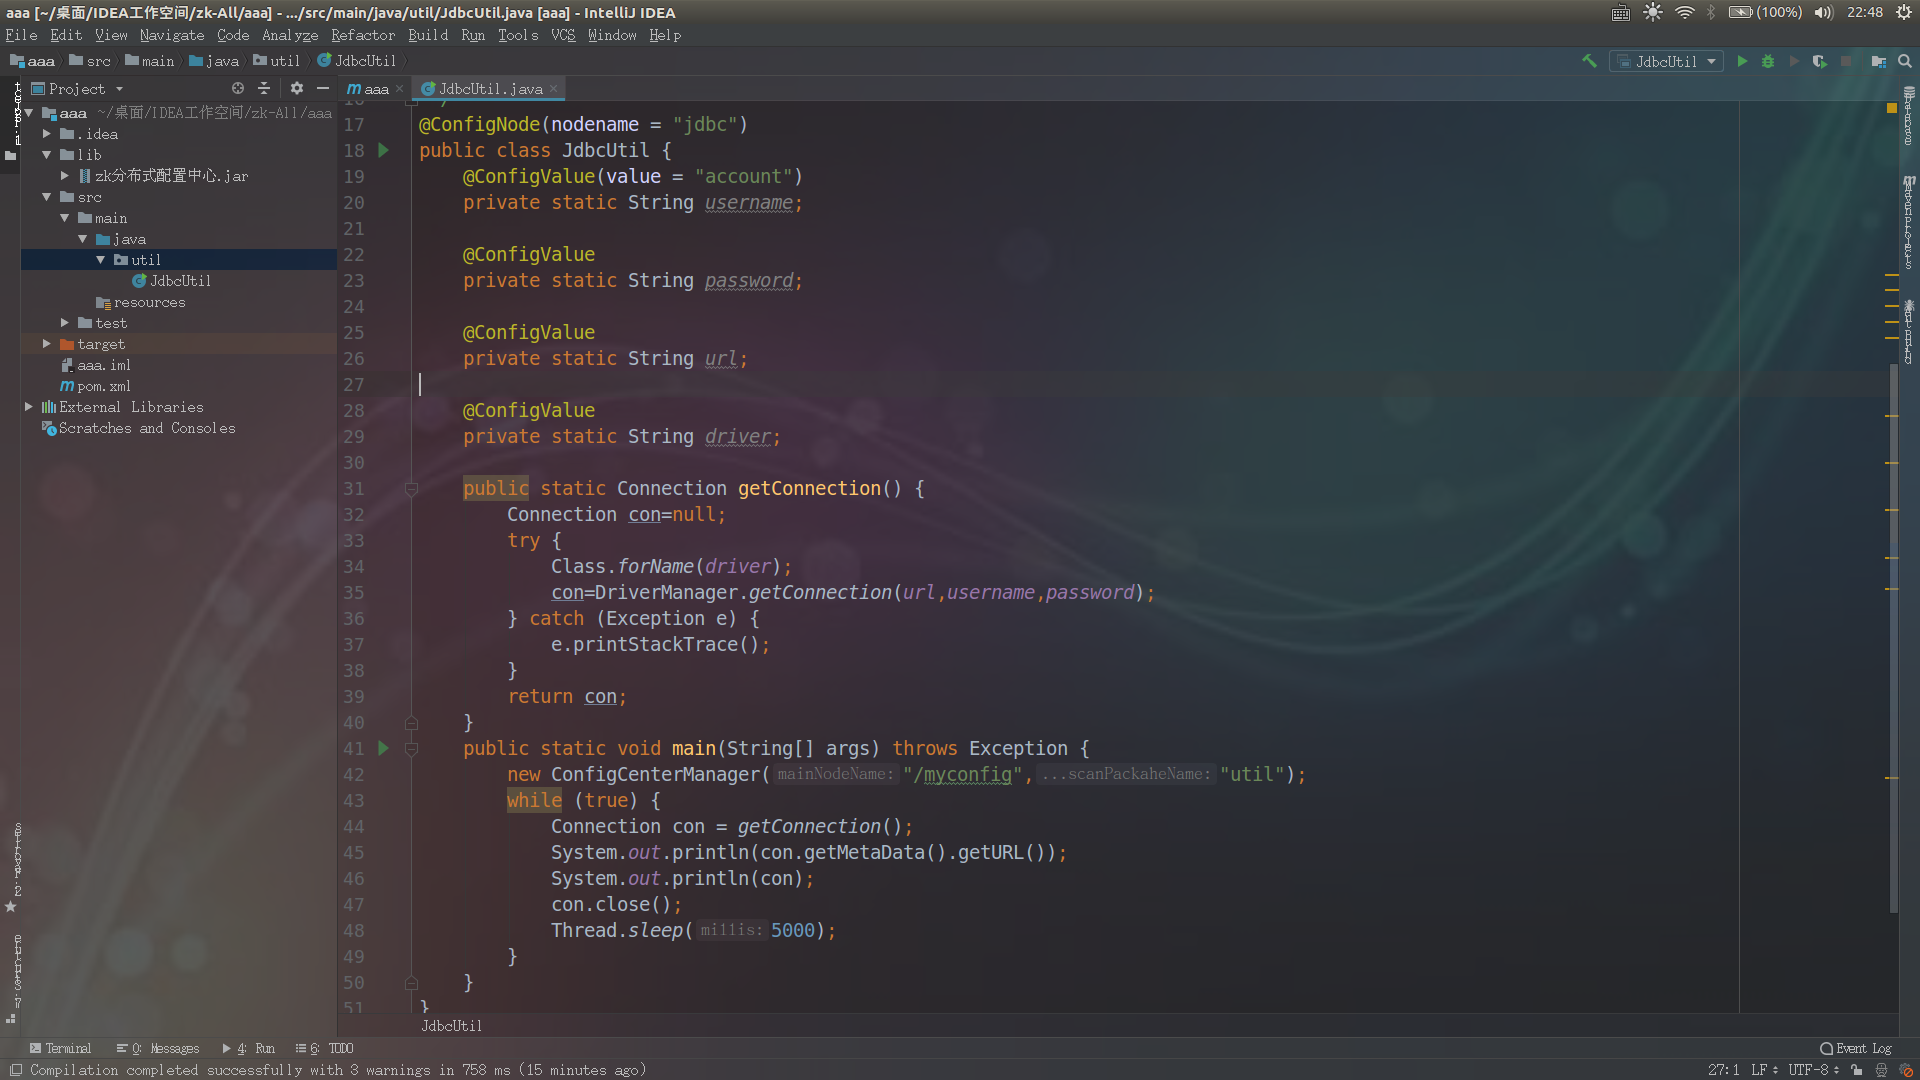 aaa [~/桌面/IDEA工作空间/zk-All/aaa] - .../src/main/java/util/JdbcUtil.java [aaa] - IntelliJ IDEA
(100%) 22:48
File Edit View Navigate Code Analyze Refactor Build Run Tools VCS Window Help
aaa src main java util JdbcUtil
JdbcUtil
Project
aaa JdbcUtil.java
aaa ~/桌面/IDEA工作空间/zk-All/aaa
.idea
lib
zk分布式配置中心.jar
src
main
java
util
JdbcUtil
resources
test
target
aaa.iml
pom.xml
External Libraries
Scratches and Consoles
17 @ConfigNode(nodename = "jdbc")
18 public class JdbcUtil {
19 @ConfigValue(value = "account")
20 private static String username;
21
22 @ConfigValue
23 private static String password;
24
25 @ConfigValue
26 private static String url;
27
28 @ConfigValue
29 private static String driver;
30
31 public static Connection getConnection() {
32 Connection con=null;
33 try {
34 Class.forName(driver);
35 con=DriverManager.getConnection(url,username,password);
36 } catch (Exception e) {
37 e.printStackTrace();
38 }
39 return con;
40 }
41 public static void main(String[] args) throws Exception {
42 new ConfigCenterManager( mainNodeName: "/myconfig", ...scanPackaheName: "util");
43 while (true) {
44 Connection con = getConnection();
45 System.out.println(con.getMetaData().getURL());
46 System.out.println(con);
47 con.close();
48 Thread.sleep( millis: 5000);
49 }
50 }
51 }
JdbcUtil
Terminal 0: Messages 4: Run 6: TODO
Event Log
Compilation completed successfully with 3 warnings in 758 ms (15 minutes ago)
27:1 LF UTF-8